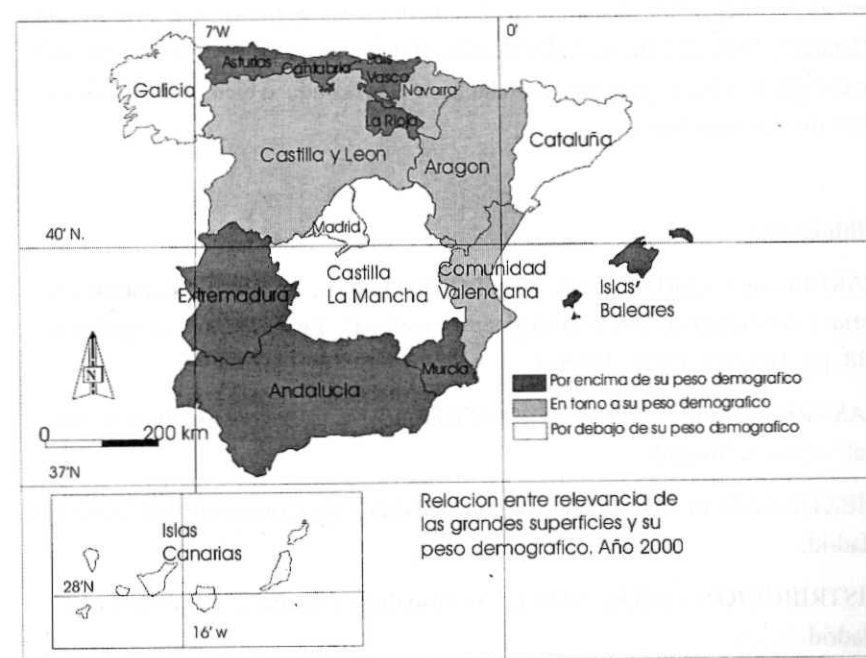 7'W
0'
Asturias
Cantabria
Pais
Vasco
Galicia
Navarra
La Rioja
Cataluña
Castilla y Leon
Aragon
Madrid
40' N.
Castilla
La Mancha
Comunidad
Valenciana
Islas'
Baleares
Extremadura
N
Murcia
Andalucia
Por encima de su peso demografico
En torno a su peso demografico
Por debajo de su peso demografico
0 200 km
37'N
Relacion entre relevancia de
las grandes superficies y su
peso demografico. Año 2000
Islas
Canarias
28'N
16' w